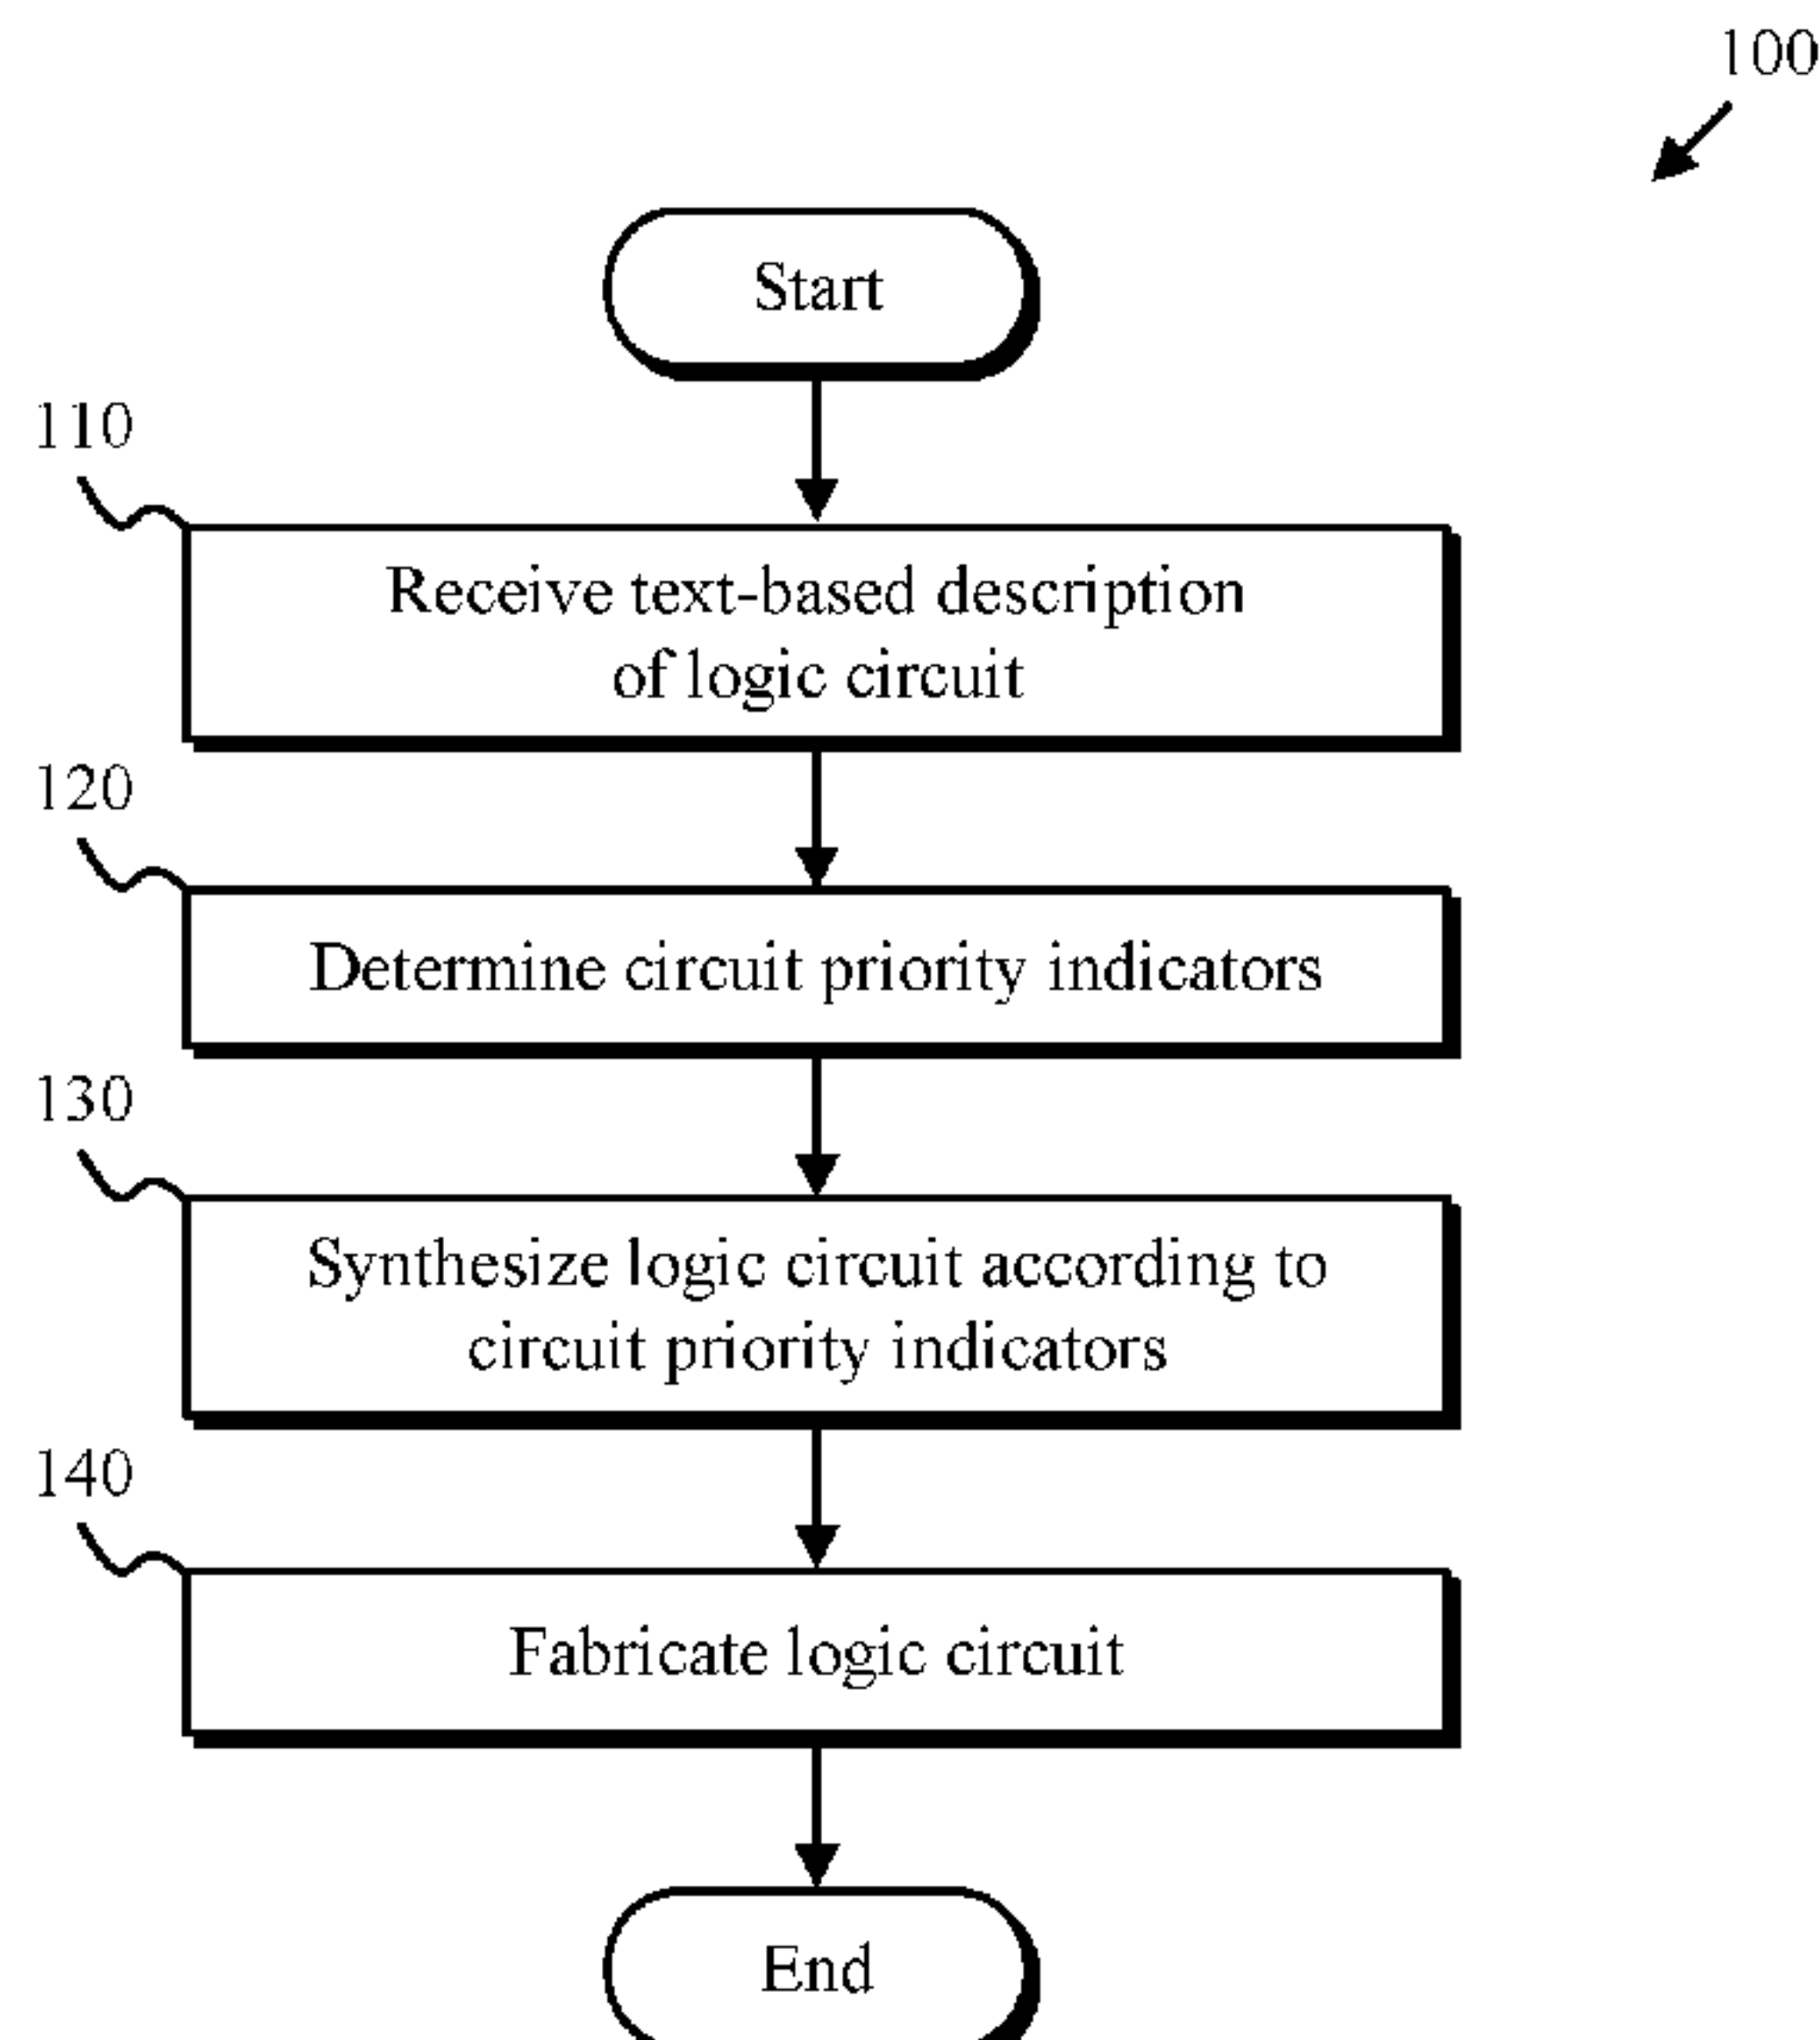 100
Start
110
Receive text-based description
of logic circuit
120
Determine circuit priority indicators
130
Synthesize logic circuit according to
circuit priority indicators
140
Fabricate logic circuit
End